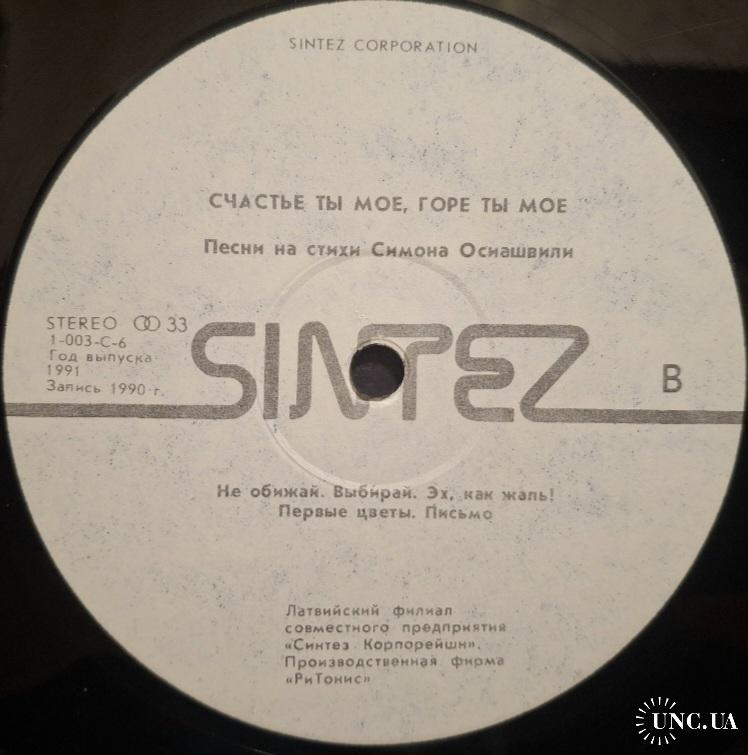 SINTEZ CORPORATION
СЧАСТЬЕ ТЫ МОЕ, ГОРЕ ТЫ МОЕ
Песни на стихи Симона Осиашвили
STEREO 33
1-003-С-6
Год выпуска
1991
Запись 1990 г.
SINTEZ
B
Не обижай. Выбирай. Эх, как жаль!
Первые цветы. Письмо
Латвийский филиал
совместного предприятия
«Синтез Корпорейшн».
Производственная фирма
«РиТонис»
UNC.UA